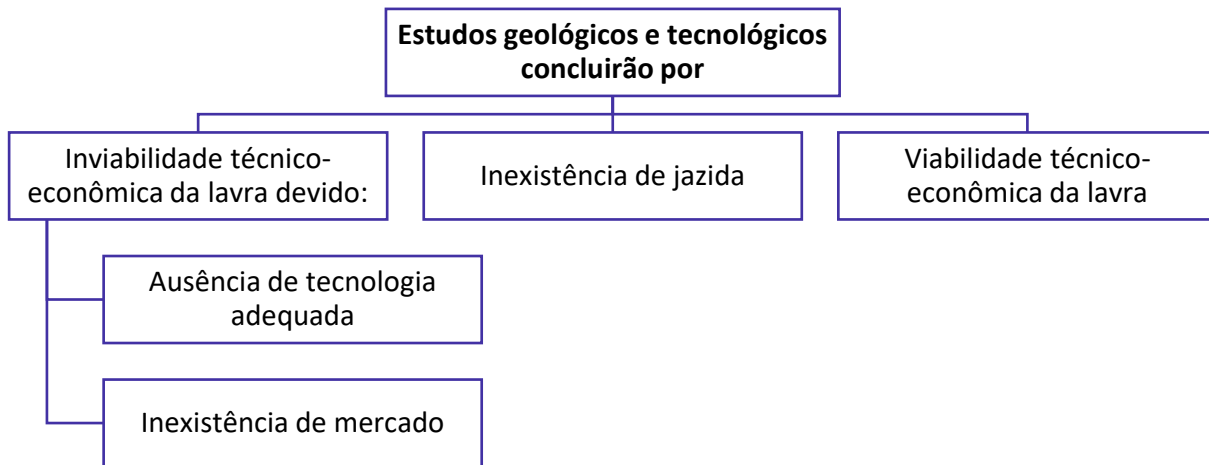 Estudos geológicos e tecnológicos
concluirão por
Inviabilidade técnico-
econômica da lavra devido:
Inexistência de jazida
Viabilidade técnico-
econômica da lavra
Ausência de tecnologia
adequada
Inexistência de mercado